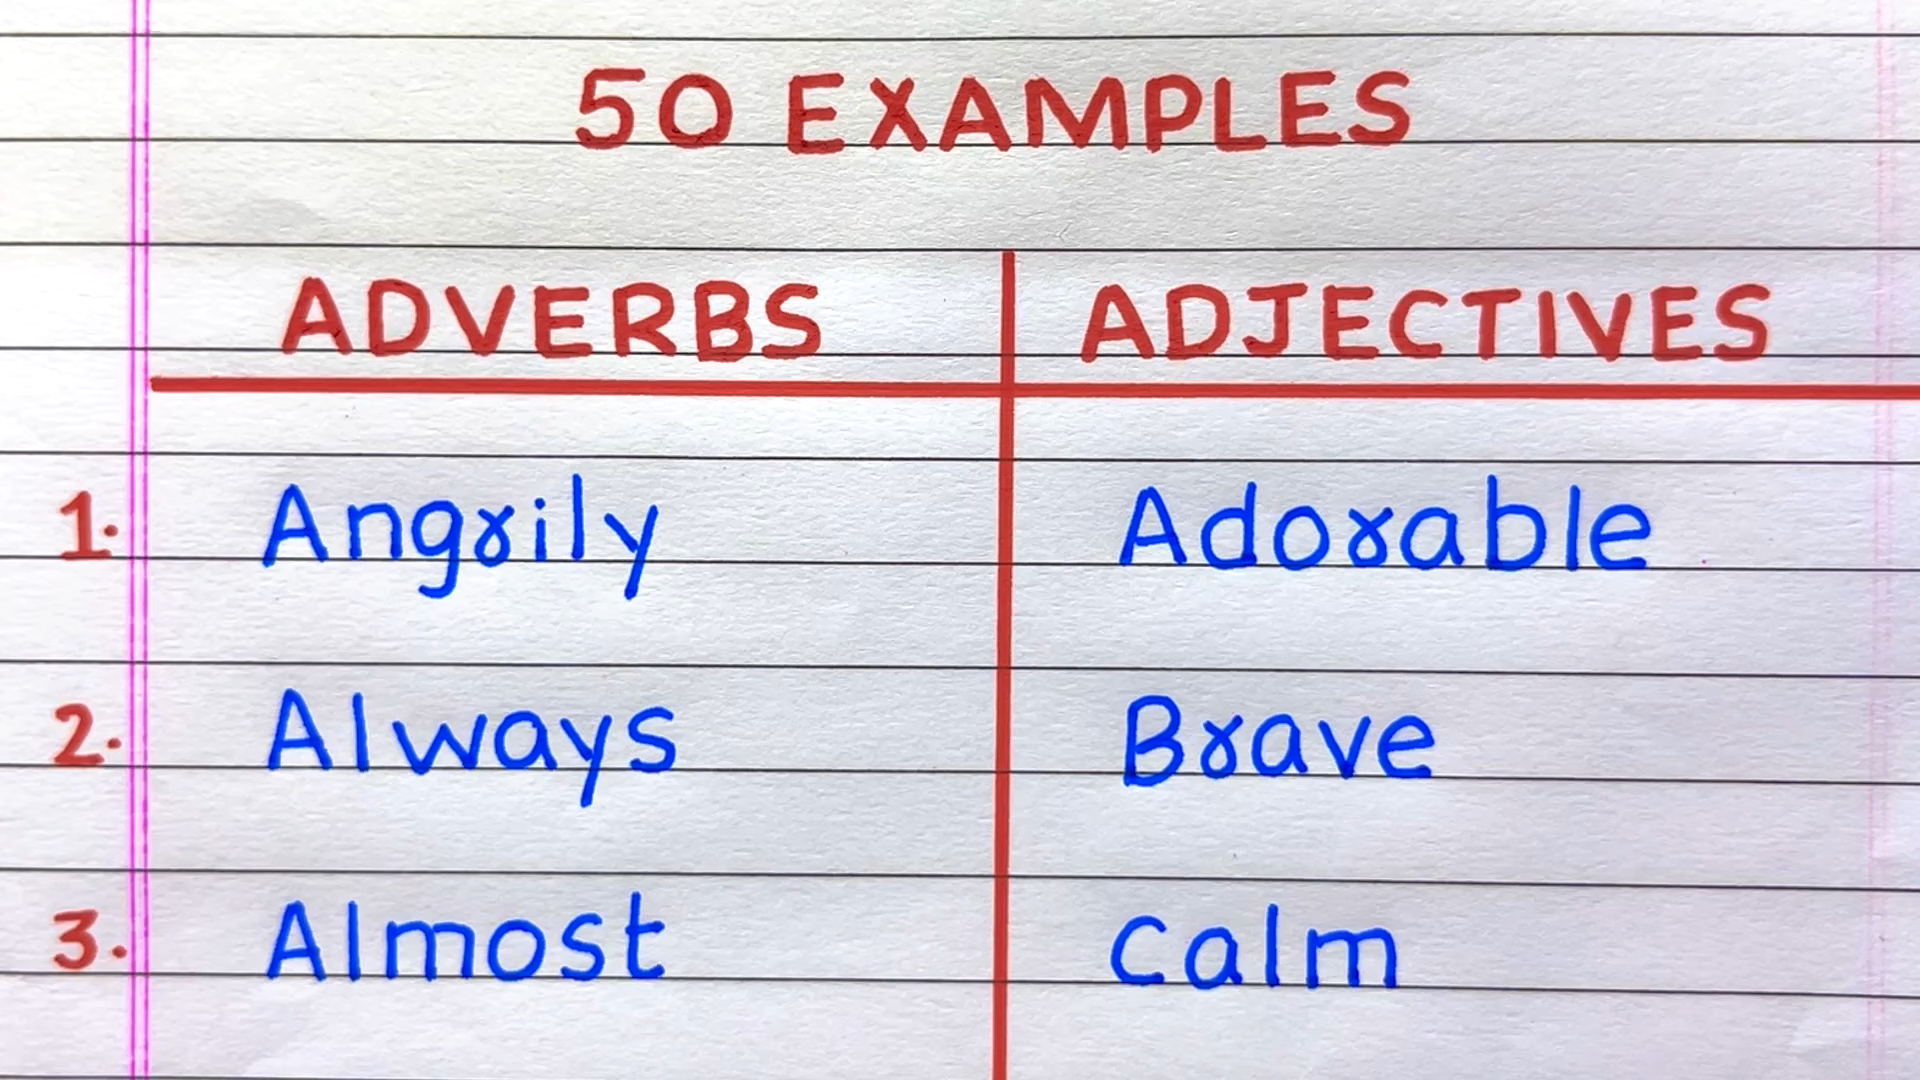 50 EXAMPLES
ADVERBS ADJECTIVES
1. Angrily Adorable
2. Always Brave
3. Almost Calm